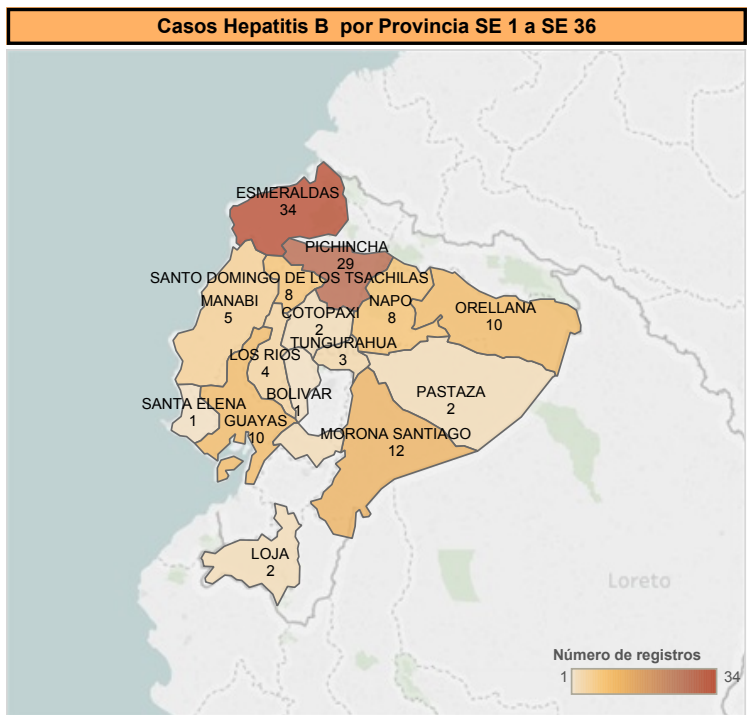 Casos Hepatitis B por Provincia SE 1 a SE 36
ESMERALDAS
34
PICHINCHA
29
SANTO DOMINGO DE LOS TSACHILAS
8
MANABI
5
COTOPAXI
2
NAPO
8
ORELLANA
10
TUNGURAHUA
3
LOS RIOS
4
BOLIVAR
1
PASTAZA
2
SANTA ELENA
1
GUAYAS
10
MORONA SANTIAGO
12
LOJA
2
Loreto
Número de registros
1 34